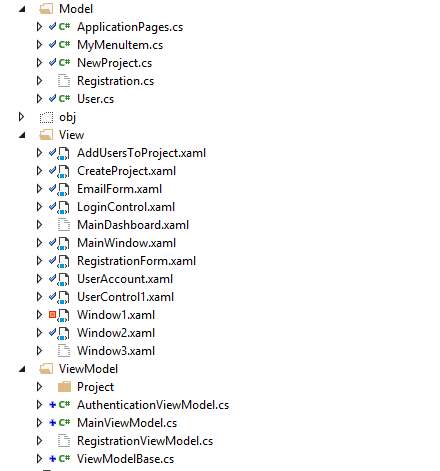 Model
C# ApplicationPages.cs
C# MyMenuItem.cs
C# NewProject.cs
Registration.cs
C# User.cs
obj
View
AddUsersToProject.xaml
CreateProject.xaml
EmailForm.xaml
LoginControl.xaml
MainDashboard.xaml
MainWindow.xaml
RegistrationForm.xaml
UserAccount.xaml
UserControl1.xaml
Window1.xaml
Window2.xaml
Window3.xaml
ViewModel
Project
C# AuthenticationViewModel.cs
C# MainViewModel.cs
RegistrationViewModel.cs
C# ViewModelBase.cs